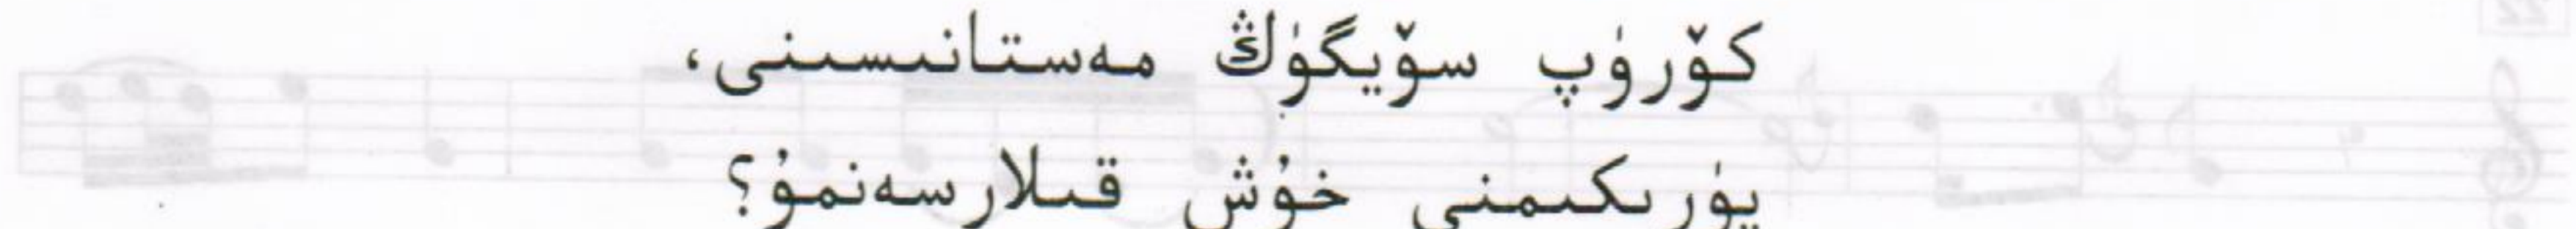 كۆرۈپ سۆيگۈڭ مەستانىسىنى،
يۈرىكىمنى خۇش قىلارسەنمۇ؟